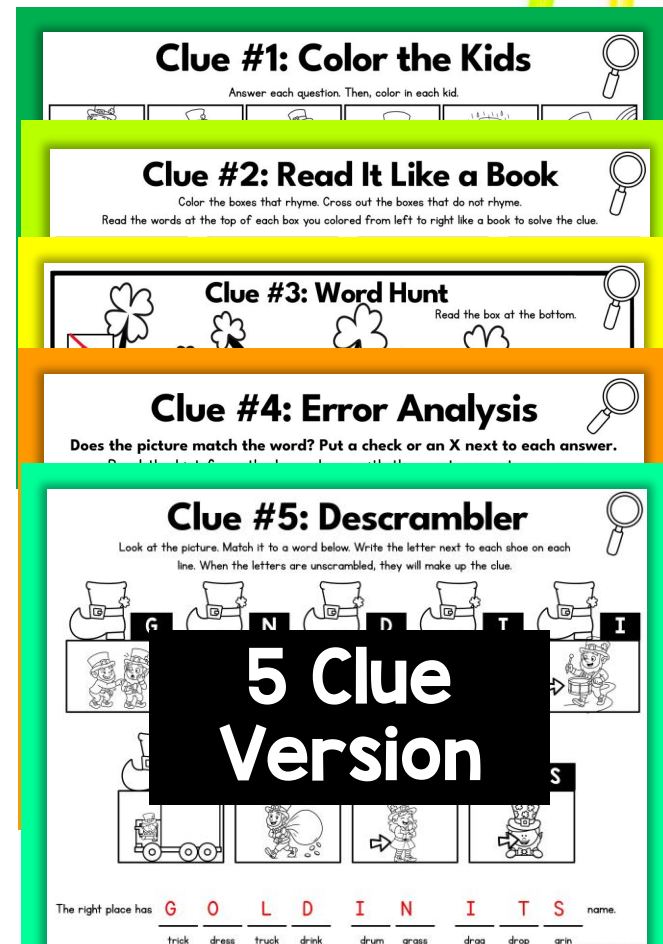 Clue #1: Color the Kids
Answer each question. Then, color in each kid.
Clue #2: Read It Like a Book
Color the boxes that rhyme. Cross out the boxes that do not rhyme.
Read the words at the top of each box you colored from left to right like a book to solve the clue.
Clue #3: Word Hunt
Read the box at the bottom.
Clue #4: Error Analysis
Does the picture match the word? Put a check or an X next to each answer.
Clue #5: Descrambler
Look at the picture. Match it to a word below. Write the letter next to each shoe on each
line. When the letters are unscrambled, they will make up the clue.
G N D I I
5 Clue
Version
S
The right place has G O L D I N I T S name.
trick dress truck drink drum grass drag drop grin